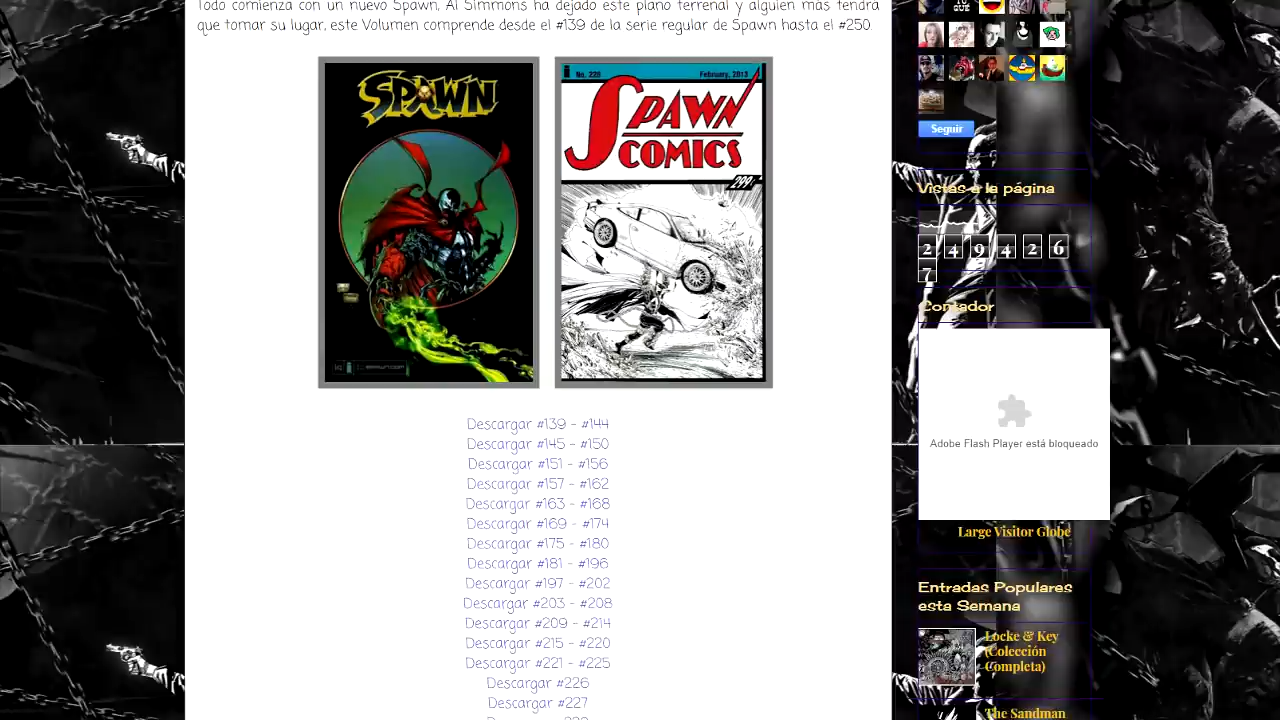 Todo comienza con un nuevo Spawn, Al Simmons ha dejado este plano terrenal y alguien más tendra
que tomar su lugar, este Volumen comprende desde el #139 de la serie regular de Spawn hasta el #250.
SPAWN
No. 220
February, 2013
SPAWN
COMICS
299
Descargar #139 - #144
Descargar #145 - #150
Descargar #151 - #156
Descargar #157 - #162
Descargar #163 - #168
Descargar #169 - #174
Descargar #175 - #180
Descargar #181 - #196
Descargar #197 - #202
Descargar #203 - #208
Descargar #209 - #214
Descargar #215 - #220
Descargar #221 - #225
Descargar #226
Descargar #227
Seguir
Vistas a la página
2 4 9 4 2 6
7
Contador
Adobe Flash Player está bloqueado
Large Visitor Globe
Entradas Populares
esta Semana
Locke & Key
(Colección
Completa)
The Sandman